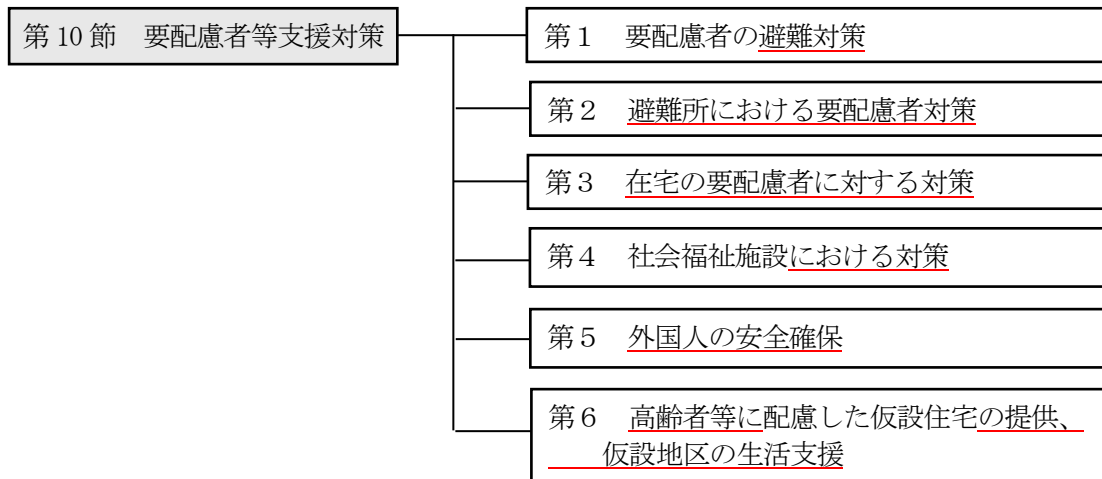 第10節　要配慮者等支援対策
第１　要配慮者の避難対策
第２　避難所における要配慮者対策
第３　在宅の要配慮者に対する対策
第４　社会福祉施設における対策
第５　外国人の安全確保
第６　高齢者等に配慮した仮設住宅の提供、
仮設地区の生活支援